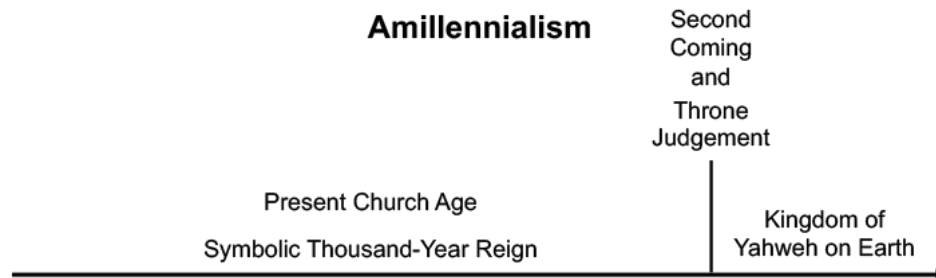 Amillennialism
Second
Coming
and
Throne
Judgement
Present Church Age
Symbolic Thousand-Year Reign
Kingdom of
Yahweh on Earth